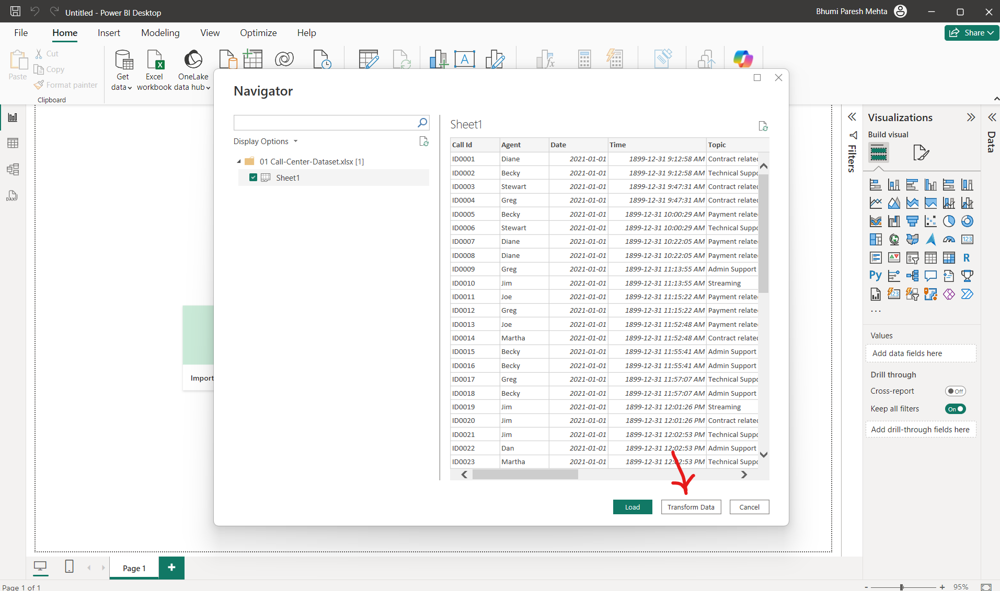 Untitled - Power BI Desktop
Bhumi Paresh Mehta
File Home Insert Modeling View Optimize Help
Share
Paste
Cut
Copy
Format painter
Clipboard
Get data
Excel workbook
OneLake data hub
Navigator
Display Options
01 Call-Center-Dataset.xlsx [1]
Sheet1
Sheet1
Call Id Agent Date Time Topic
ID0001 Diane 2021-01-01 1899-12-31 9:12:58 AM Contract related
ID0002 Becky 2021-01-01 1899-12-31 9:12:58 AM Technical Suppo
ID0003 Stewart 2021-01-01 1899-12-31 9:47:31 AM Contract related
ID0004 Greg 2021-01-01 1899-12-31 9:47:31 AM Contract related
ID0005 Becky 2021-01-01 1899-12-31 10:00:29 AM Payment relate
ID0006 Stewart 2021-01-01 1899-12-31 10:00:29 AM Technical Suppo
ID0007 Diane 2021-01-01 1899-12-31 10:22:05 AM Payment relate
ID0008 Diane 2021-01-01 1899-12-31 10:22:05 AM Payment relate
ID0009 Greg 2021-01-01 1899-12-31 11:13:55 AM Admin Support
ID0010 Jim 2021-01-01 1899-12-31 11:13:55 AM Streaming
ID0011 Joe 2021-01-01 1899-12-31 11:15:22 AM Payment relate
ID0012 Greg 2021-01-01 1899-12-31 11:15:22 AM Payment relate
ID0013 Joe 2021-01-01 1899-12-31 11:52:48 AM Payment relate
ID0014 Martha 2021-01-01 1899-12-31 11:52:48 AM Contract related
ID0015 Becky 2021-01-01 1899-12-31 11:55:41 AM Admin Support
ID0016 Becky 2021-01-01 1899-12-31 11:55:41 AM Admin Support
ID0017 Greg 2021-01-01 1899-12-31 11:57:07 AM Technical Suppo
ID0018 Becky 2021-01-01 1899-12-31 11:57:07 AM Admin Support
ID0019 Jim 2021-01-01 1899-12-31 12:01:26 PM Streaming
ID0020 Jim 2021-01-01 1899-12-31 12:01:26 PM Contract related
ID0021 Jim 2021-01-01 1899-12-31 12:02:53 PM Technical Suppo
ID0022 Dan 2021-01-01 1899-12-31 12:02:53 PM Admin Support
ID0023 Martha 2021-01-01 1899-12-31 12:02:53 PM Technical Suppo
Load Transform Data Cancel
Import
DAX
Filters
Visualizations
Build visual
123
R
Py
123
Values
Add data fields here
Drill through
Cross-report Off
Keep all filters On
Add drill-through fields here
Data
Page 1
Page 1 of 1
95%